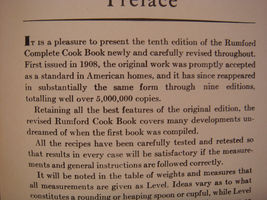 Preface
IT IS a pleasure to present the tenth edition of the Rumford
Complete Cook Book newly and carefully revised throughout.
First issued in 1908, the original work was promptly accepted
as a standard in American homes, and it has since reappeared
in substantially the same form through nine editions,
totalling well over 5,000,000 copies.
Retaining all the best features of the original edition, the
revised Rumford Cook Book covers many developments un-
dreamed of when the first book was compiled.
All the recipes have been carefully tested and retested so
that results in every case will be satisfactory if the measure-
ments and general instructions are followed correctly.
It will be noted in the table of weights and measures that
all measurements are given as Level. Ideas vary as to what
constitutes a rounding or heaping spoon or cupful, while Level